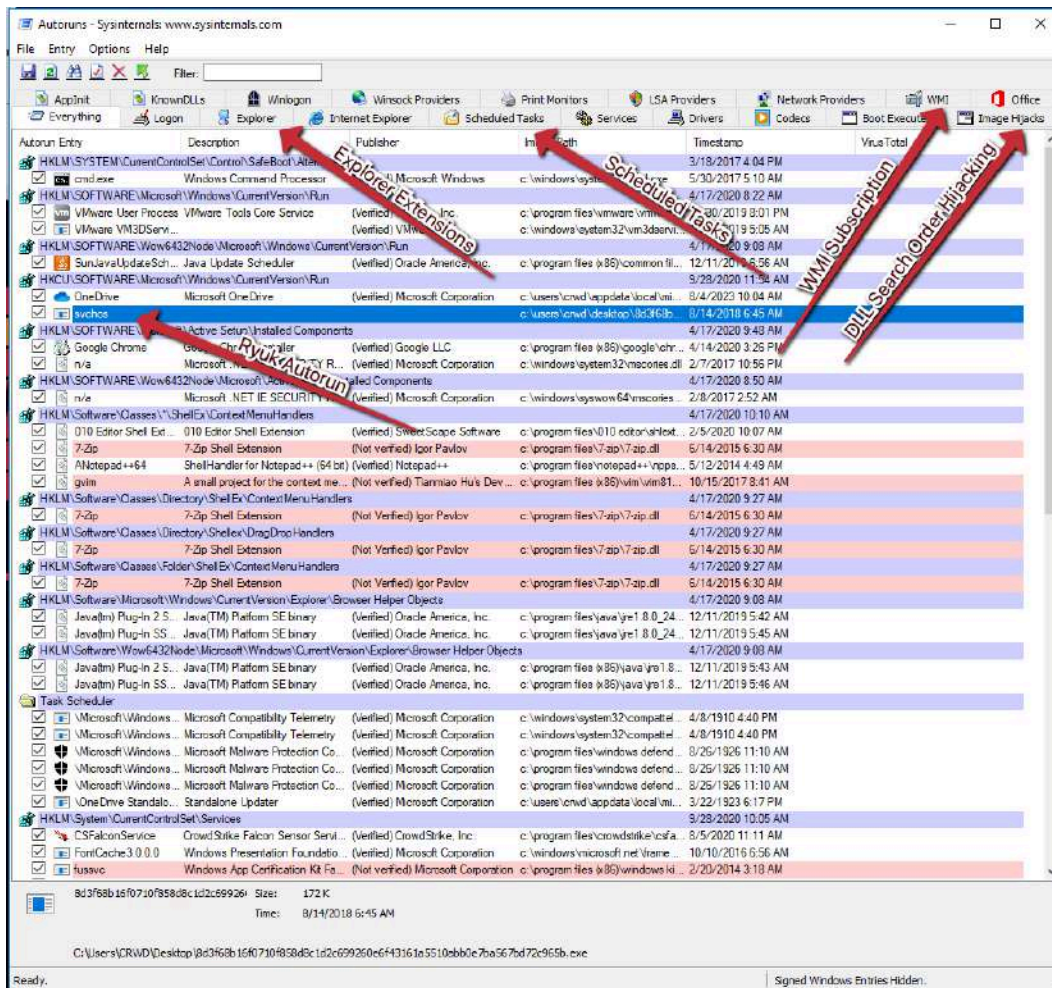 Autoruns - Sysinternals: www.sysinternals.com
File Entry Options Help
Filter:
AppInit KnownDLLs Winlogon Winsock Providers Print Monitors LSA Providers Network Providers WMI Office
Everything Logon Explorer Internet Explorer Scheduled Tasks Services Drivers Codecs Boot Execute Image Hijacks
Autorun Entry Description Publisher Image Path Timestamp VirusTotal
HKLM\SYSTEM\CurrentControlSet\Control\SafeBoot\ 3/18/2017 4:04 PM
cmd.exe Windows Command Processor Microsoft Windows 5/30/2017 5:10 AM
HKLM\SOFTWARE\Microsoft\Windows\CurrentVersion\Run 4/17/2020 8:22 AM
VMware User Process VMware Tools Core Service (Verified) c:\program files\vmware\ 2019 8:01 PM
VMware VM3DServi... (Verified) c:\windows\system32\vm3dservi... 2019 5:05 AM
HKLM\SOFTWARE\Wow6432Node\Microsoft\Windows\CurrentVersion\Run 9:08 AM
SunJavaUpdateSch... Java Update Scheduler (Verified) Oracle America, Inc. c:\program files (x86)\common fil... 12/11/2019 6:56 AM
HKCU\SOFTWARE\Microsoft\Windows\CurrentVersion\Run 9/28/2020 11:54 AM
OneDrive Microsoft OneDrive (Verified) Microsoft Corporation c:\users\crwd\appdata\local\mi... 8/4/2023 10:04 AM
svchos c:\users\crwd\desktop\8d3f68b... 8/14/2018 6:45 AM
HKLM\SOFTWARE\ \Active Setup\Installed Components 4/17/2020 9:48 AM
Google Chrome (Verified) Google LLC c:\program files (x86)\google\chr... 4/14/2020 3:26 PM
n/a Microsoft (Verified) Microsoft Corporation c:\windows\system32\mscories.dll 2/7/2017 10:56 PM
HKLM\SOFTWARE\Wow6432Node\Microsoft\ Components 4/17/2020 8:50 AM
n/a Microsoft .NET IE SECURITY (Verified) Microsoft Corporation c:\windows\syswow64\mscories... 2/8/2017 2:52 AM
HKLM\Software\Classes\*\ShellEx\ContextMenuHandlers 4/17/2020 10:10 AM
010 Editor Shell Ext... 010 Editor Shell Extension (Verified) SweetScape Software c:\program files\010 editor\shlext... 2/5/2020 10:07 AM
7-Zip 7-Zip Shell Extension (Not verified) Igor Pavlov c:\program files\7-zip\7-zip.dll 6/14/2015 6:30 AM
ANotepad++64 ShellHandler for Notepad++ (64 bit) (Verified) Notepad++ c:\program files\notepad++\npps... 5/12/2014 4:49 AM
gvim A small project for the context me... (Not verified) Tianmiao Hu's Dev... c:\program files (x86)\vim\vim81... 10/15/2017 8:41 AM
HKLM\Software\Classes\Directory\ShellEx\ContextMenuHandlers 4/17/2020 9:27 AM
7-Zip 7-Zip Shell Extension (Not Verified) Igor Pavlov c:\program files\7-zip\7-zip.dll 6/14/2015 6:30 AM
HKLM\Software\Classes\Directory\Shellex\DragDropHandlers 4/17/2020 9:27 AM
7-Zip 7-Zip Shell Extension (Not Verified) Igor Pavlov c:\program files\7-zip\7-zip.dll 6/14/2015 6:30 AM
HKLM\Software\Classes\Folder\ShellEx\ContextMenuHandlers 4/17/2020 9:27 AM
7-Zip 7-Zip Shell Extension (Not Verified) Igor Pavlov c:\program files\7-zip\7-zip.dll 6/14/2015 6:30 AM
HKLM\Software\Microsoft\Windows\CurrentVersion\Explorer\Browser Helper Objects 4/17/2020 9:08 AM
Java(tm) Plug-In 2 S... Java(TM) Platform SE binary (Verified) Oracle America, Inc. c:\program files\java\jre1.8.0_24... 12/11/2019 5:42 AM
Java(tm) Plug-In SS... Java(TM) Platform SE binary (Verified) Oracle America, Inc. c:\program files\java\jre1.8.0_24... 12/11/2019 5:45 AM
HKLM\Software\Wow6432Node\Microsoft\Windows\CurrentVersion\Explorer\Browser Helper Objects 4/17/2020 9:08 AM
Java(tm) Plug-In 2 S... Java(TM) Platform SE binary (Verified) Oracle America, Inc. c:\program files (x86)\java\jre1.8... 12/11/2019 5:43 AM
Java(tm) Plug-In SS... Java(TM) Platform SE binary (Verified) Oracle America, Inc. c:\program files (x86)\java\jre1.8... 12/11/2019 5:46 AM
Task Scheduler
\Microsoft\Windows... Microsoft Compatibility Telemetry (Verified) Microsoft Corporation c:\windows\system32\compattel... 4/8/1910 4:40 PM
\Microsoft\Windows... Microsoft Compatibility Telemetry (Verified) Microsoft Corporation c:\windows\system32\compattel... 4/8/1910 4:40 PM
\Microsoft\Windows... Microsoft Malware Protection Co... (Verified) Microsoft Corporation c:\program files\windows defend... 8/26/1926 11:10 AM
\Microsoft\Windows... Microsoft Malware Protection Co... (Verified) Microsoft Corporation c:\program files\windows defend... 8/26/1926 11:10 AM
\Microsoft\Windows... Microsoft Malware Protection Co... (Verified) Microsoft Corporation c:\program files\windows defend... 8/26/1926 11:10 AM
\OneDrive Standalo... Standalone Updater (Verified) Microsoft Corporation c:\users\crwd\appdata\local\mi... 3/22/1923 6:17 PM
HKLM\System\CurrentControlSet\Services 9/28/2020 10:05 AM
CSFalconService CrowdStrike Falcon Sensor Servi... (Verified) CrowdStrike, Inc. c:\program files\crowdstrike\csfa... 8/5/2020 11:11 AM
FontCache3.0.0.0 Windows Presentation Foundatio... (Verified) Microsoft Corporation c:\windows\microsoft.net\frame... 10/10/2016 6:56 AM
fussvc Windows App Certification Kit Fa... (Not verified) Microsoft Corporation c:\program files (x86)\windows ki... 2/20/2014 3:18 AM
Explorer Extensions
Scheduled Tasks
WMI Subscription
DLL Search Order Hijacking
Ryuk Autorun
8d3f68b16f0710f858d8c1d2c69926 Size: 172 K
Time: 8/14/2018 6:45 AM
C:\Users\CRWD\Desktop\8d3f68b16f0710f858d8c1d2c699260e6f43161a5510abb0e7ba567bd72c965b.exe
Ready. Signed Windows Entries Hidden.